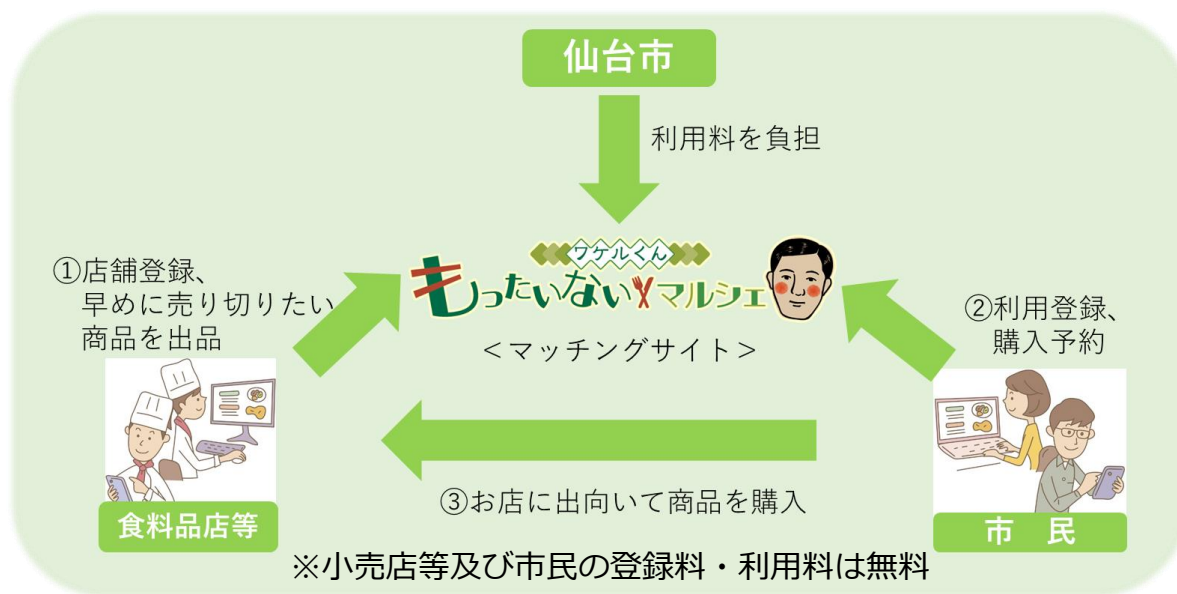 仙台市
利用料を負担
ワケルくん
もったいないマルシェ
＜マッチングサイト＞
①店舗登録、
早めに売り切りたい
商品を出品
②利用登録、
購入予約
③お店に出向いて商品を購入
食料品店等
市　民
※小売店等及び市民の登録料・利用料は無料